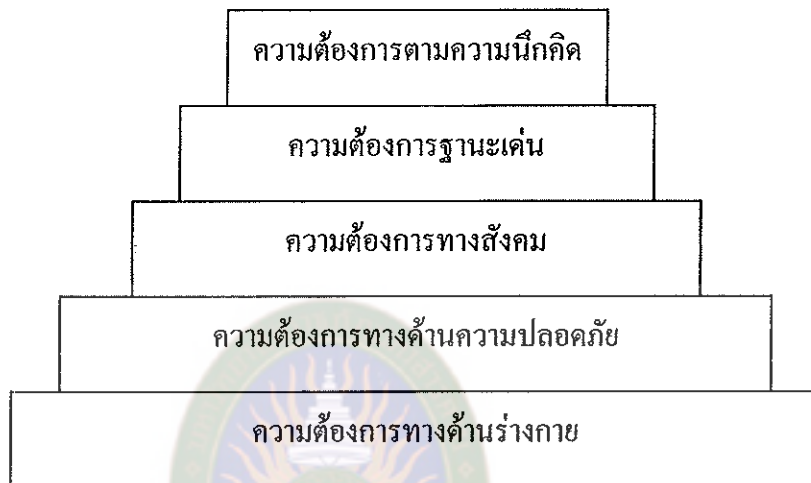 ความต้องการตามความนึกคิด
ความต้องการฐานะเด่น
ความต้องการทางสังคม
ความต้องการทางด้านความปลอดภัย
ความต้องการทางด้านร่างกาย